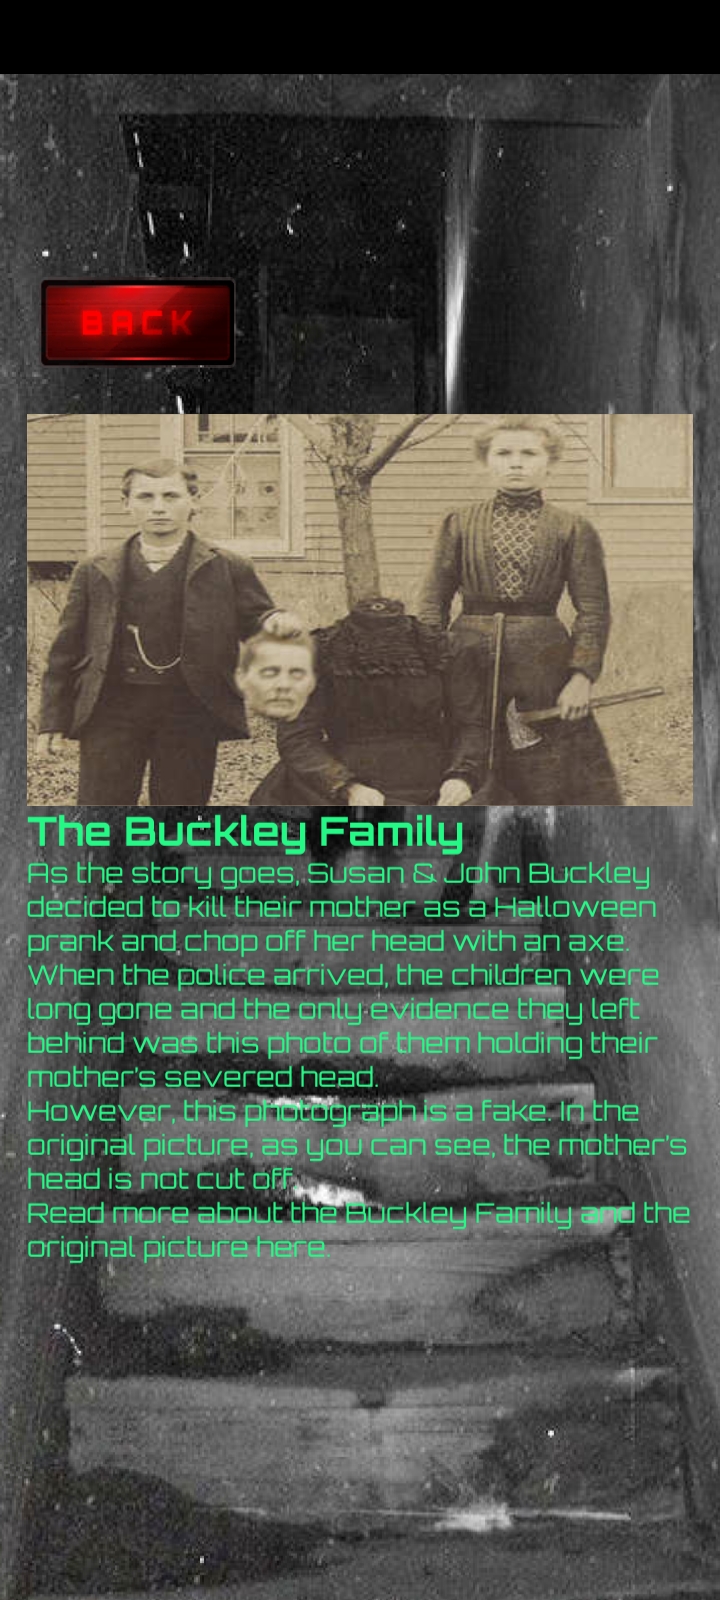 BACK
The Buckley Family
As the story goes, Susan & John Buckley
decided to kill their mother as a Halloween
prank and chop off her head with an axe.
When the police arrived, the children were
long gone and the only evidence they left
behind was this photo of them holding their
mother's severed head.
However, this photograph is a fake. In the
original picture, as you can see, the mother's
head is not cut off.
Read more about the Buckley Family and the
original picture here.